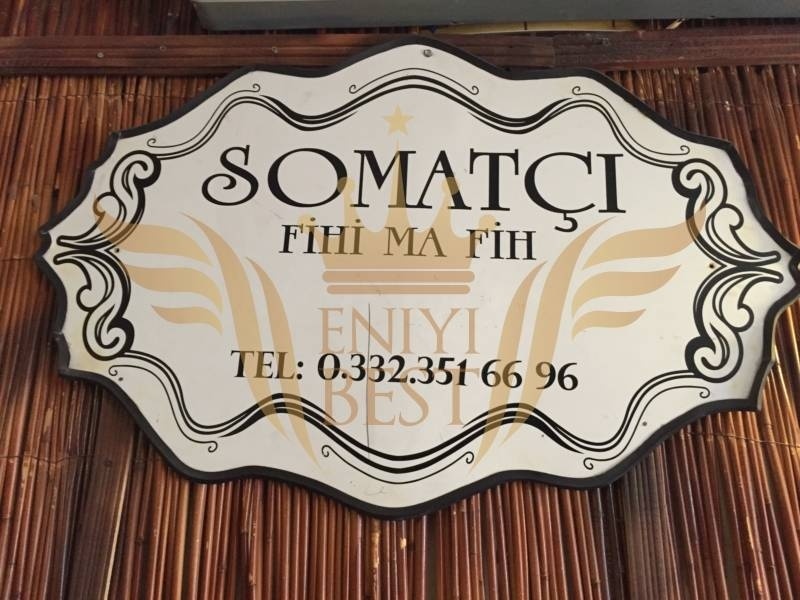 SOMATÇI
FİHİ MA FİH
ENIYI
TEL: 0.332.351 66 96
BEST